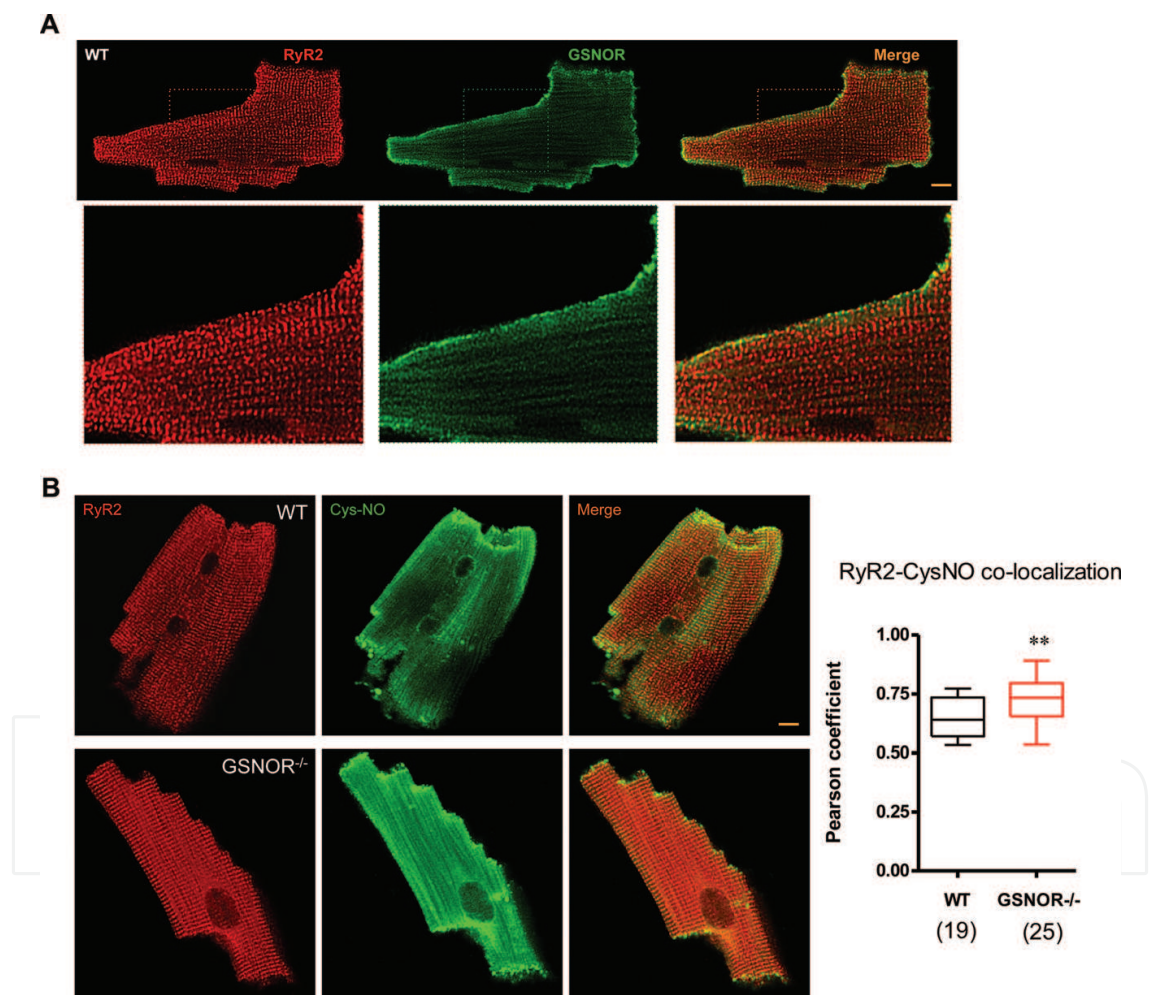 A
WT RyR2 GSNOR Merge
B
RyR2 WT Cys-NO Merge
GSNOR-/-
RyR2-CysNO co-localization
Pearson coefficient
1.00
0.75
0.50
0.25
0.00
**
WT GSNOR-/-
(19) (25)